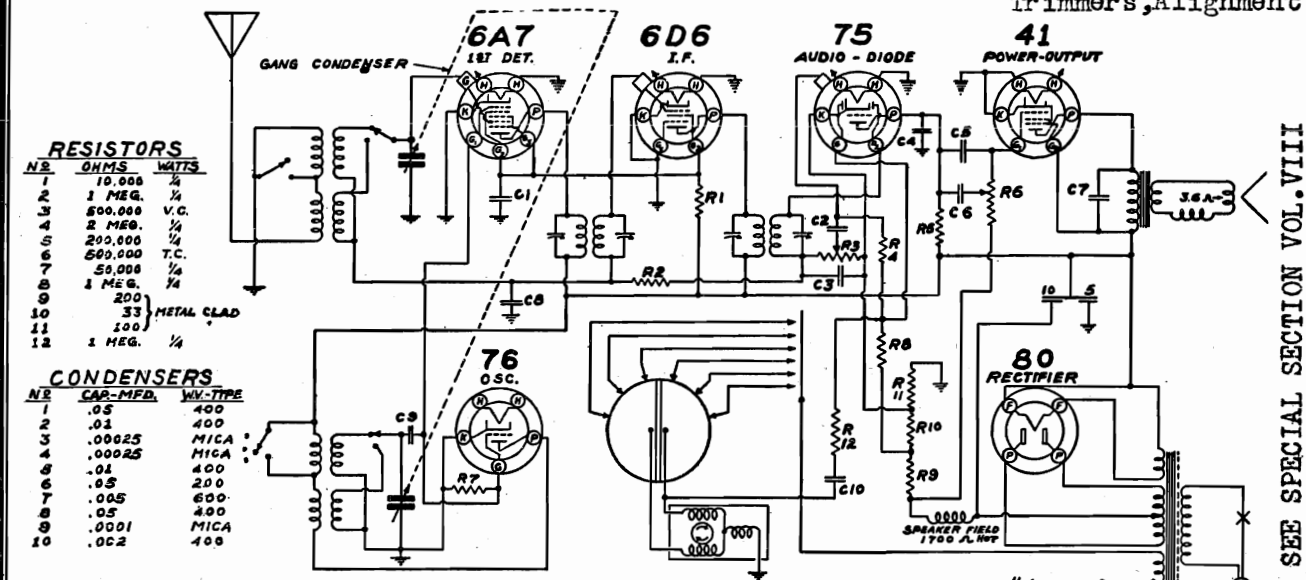 Trimmers, Alignment
6A7
1ST DET.
6D6
I.F.
75
AUDIO - DIODE
41
POWER-OUTPUT
GANG CONDENSER
RESISTORS
NO OHMS WATTS
1 10,000 1/4
2 1 MEG. 1/4
3 500,000 V.C.
4 2 MEG. 1/4
5 200,000 1/4
6 500,000 T.C.
7 50,000 1/4
8 1 MEG. 1/4
9 200
10 33 METAL CLAD
11 100
12 1 MEG. 1/4
CONDENSERS
NO CAP.-MFD. W.V.-TYPE
1 .05 400
2 .01 400
3 .00025 MICA
4 .00025 MICA
5 .01 400
6 .05 200
7 .005 600
8 .05 400
9 .0001 MICA
10 .002 400
G H H K P G G
H H K P G G
H H K P G
H H K P G
C1
R1
C2
R3
C3
R4
C4
C5
C6
R5
R6
C7
3.6 Ω
R2
C8
10
5
76
OSC.
H H
K P
G
C9
R7
R8
R11
R10
R12
R9
C10
SPEAKER FIELD
1700 Ω HOT
80
RECTIFIER
F F
P P
SEE SPECIAL SECTION VOL.VIII